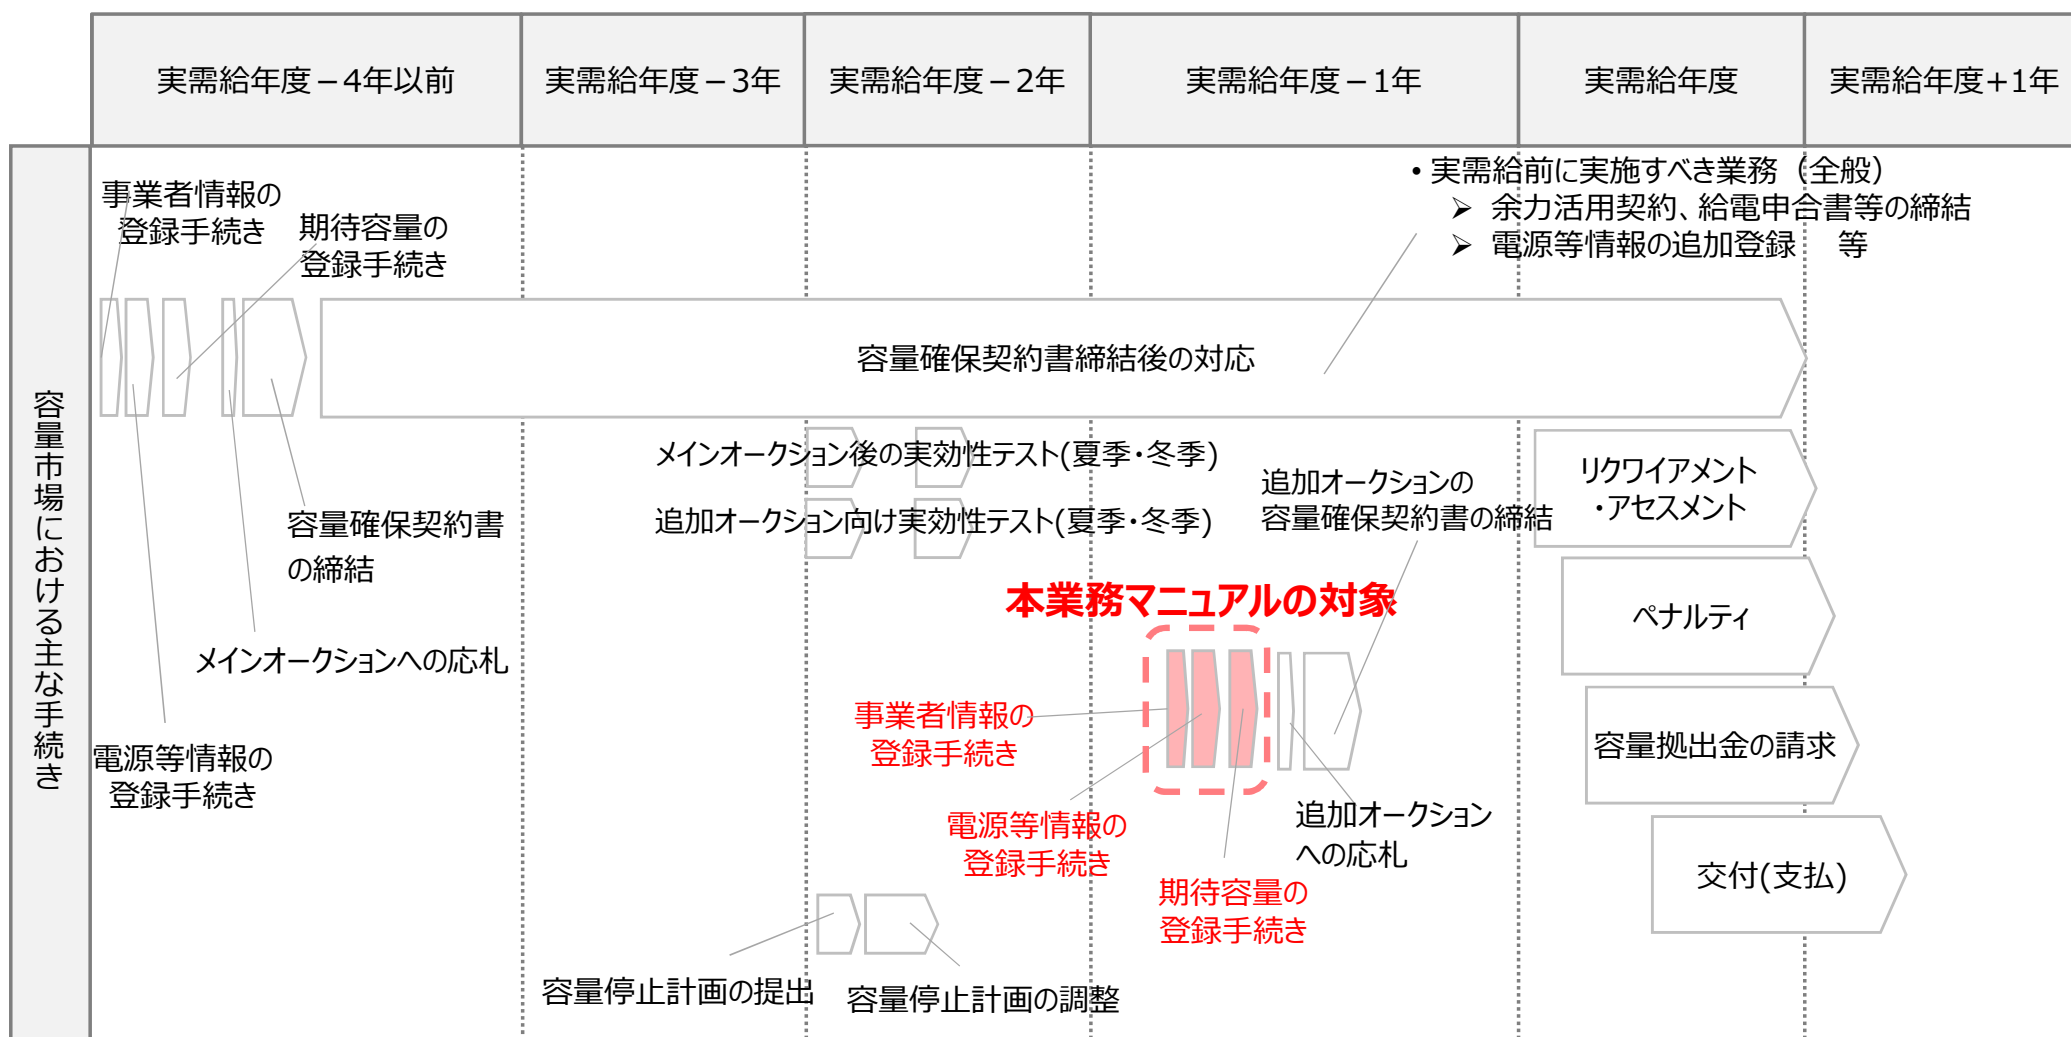 実需給年度－4年以前
実需給年度－3年
実需給年度－2年
実需給年度－1年
実需給年度
実需給年度+1年
容量市場における主な手続き
事業者情報の
登録手続き
期待容量の
登録手続き
• 実需給前に実施すべき業務（全般）
➢ 余力活用契約、給電申合書等の締結
➢ 電源等情報の追加登録　等
容量確保契約書締結後の対応
メインオークション後の実効性テスト(夏季・冬季)
追加オークション向け実効性テスト(夏季・冬季)
追加オークションの
容量確保契約書の締結
リクワイアメント
・アセスメント
容量確保契約書
の締結
本業務マニュアルの対象
ペナルティ
メインオークションへの応札
事業者情報の
登録手続き
容量拠出金の請求
電源等情報の
登録手続き
電源等情報の
登録手続き
追加オークション
への応札
期待容量の
登録手続き
交付(支払)
容量停止計画の提出
容量停止計画の調整